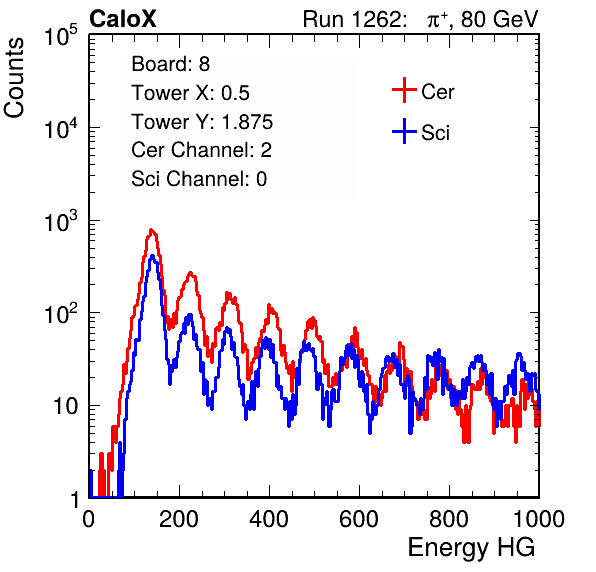 CaloX Run 1262: π⁺, 80 GeV
Counts
Board: 8
Tower X: 0.5
Tower Y: 1.875
Cer Channel: 2
Sci Channel: 0
Cer
Sci
10⁵
10⁴
10³
10²
10
1
0 200 400 600 800 1000
Energy HG